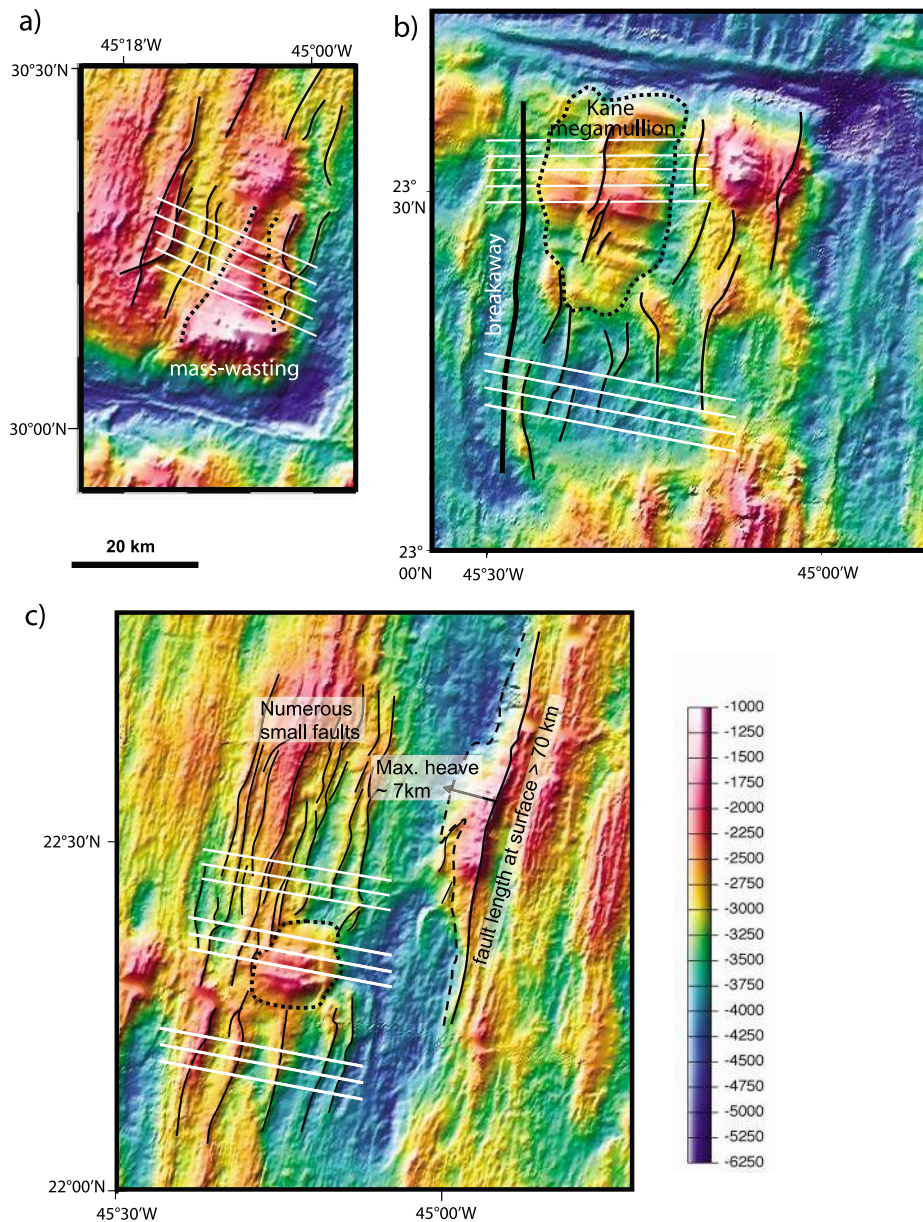 a)
45°18'W
45°00'W
30°30'N
mass-wasting
30°00'N
20 km
b)
Kane
megamullion
23°
30'N
breakaway
23°
00'N
45°30'W
45°00'W
c)
Numerous
small faults
Max. heave
~ 7km
fault length at surface > 70 km
22°30'N
22°00'N
45°30'W
45°00'W
-1000
-1250
-1750
-2000
-2250
-2500
-2750
-3000
-3500
-3750
-4000
-4250
-4500
-4750
-5000
-5250
-6250